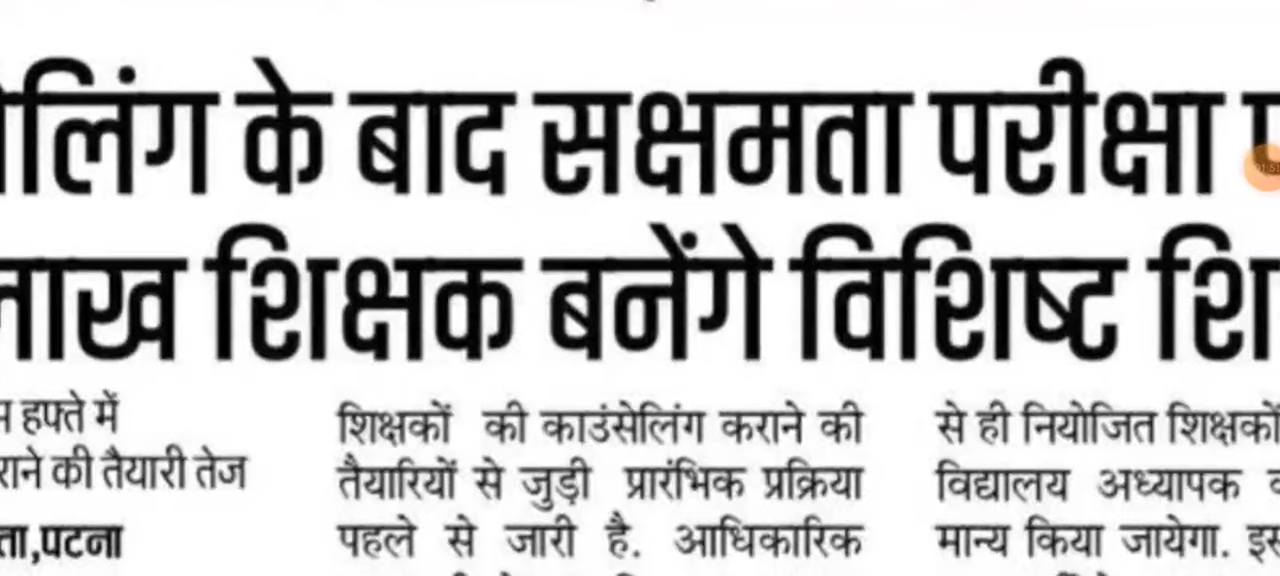 के बाद सक्षमता परीक्षा
शिक्षक बनेंगे विशिष्ट
हफ्ते में
की तैयारी तेज
पटना
शिक्षकों की काउंसेलिंग कराने की
तैयारियों से जुड़ी प्रारंभिक प्रक्रिया
पहले से जारी है. आधिकारिक
से ही नियोजित शिक्षकों
विद्यालय अध्यापक
मान्य किया जायेगा.